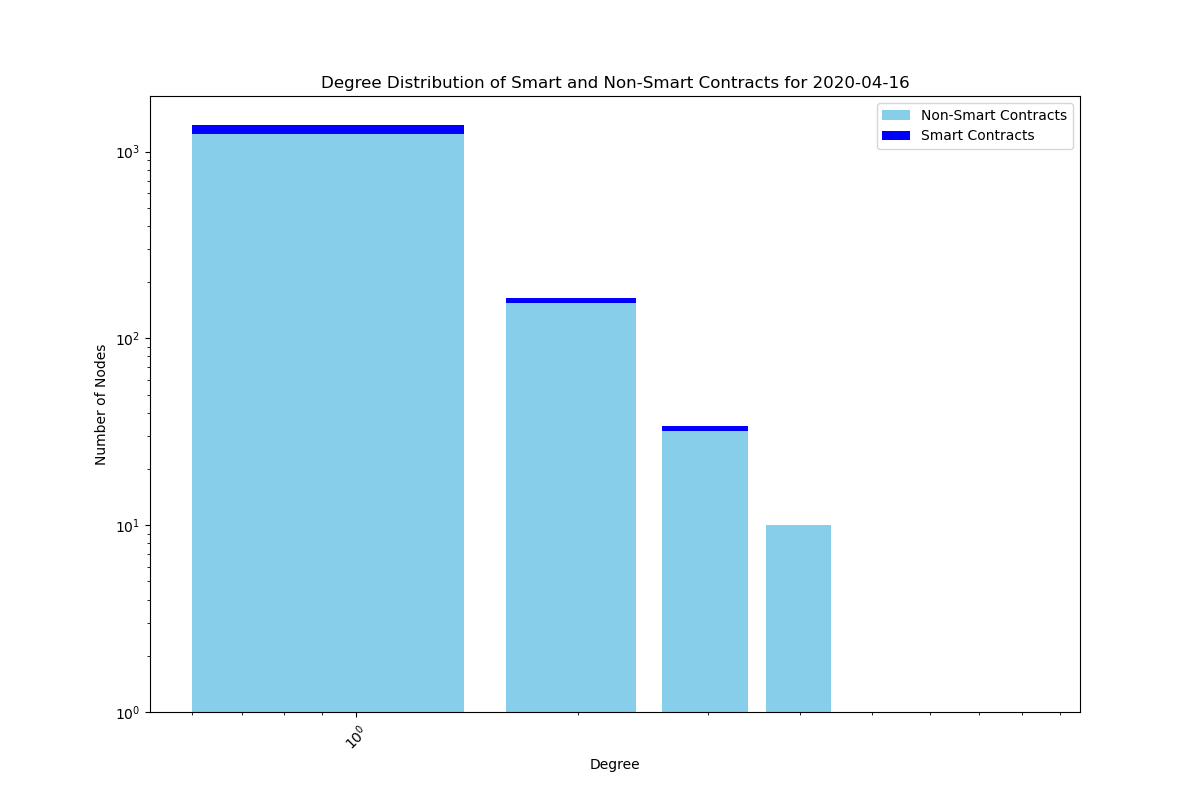 Degree Distribution of Smart and Non-Smart Contracts for 2020-04-16
Non-Smart Contracts
Smart Contracts
10³
10²
10¹
10⁰
Number of Nodes
10⁰
Degree